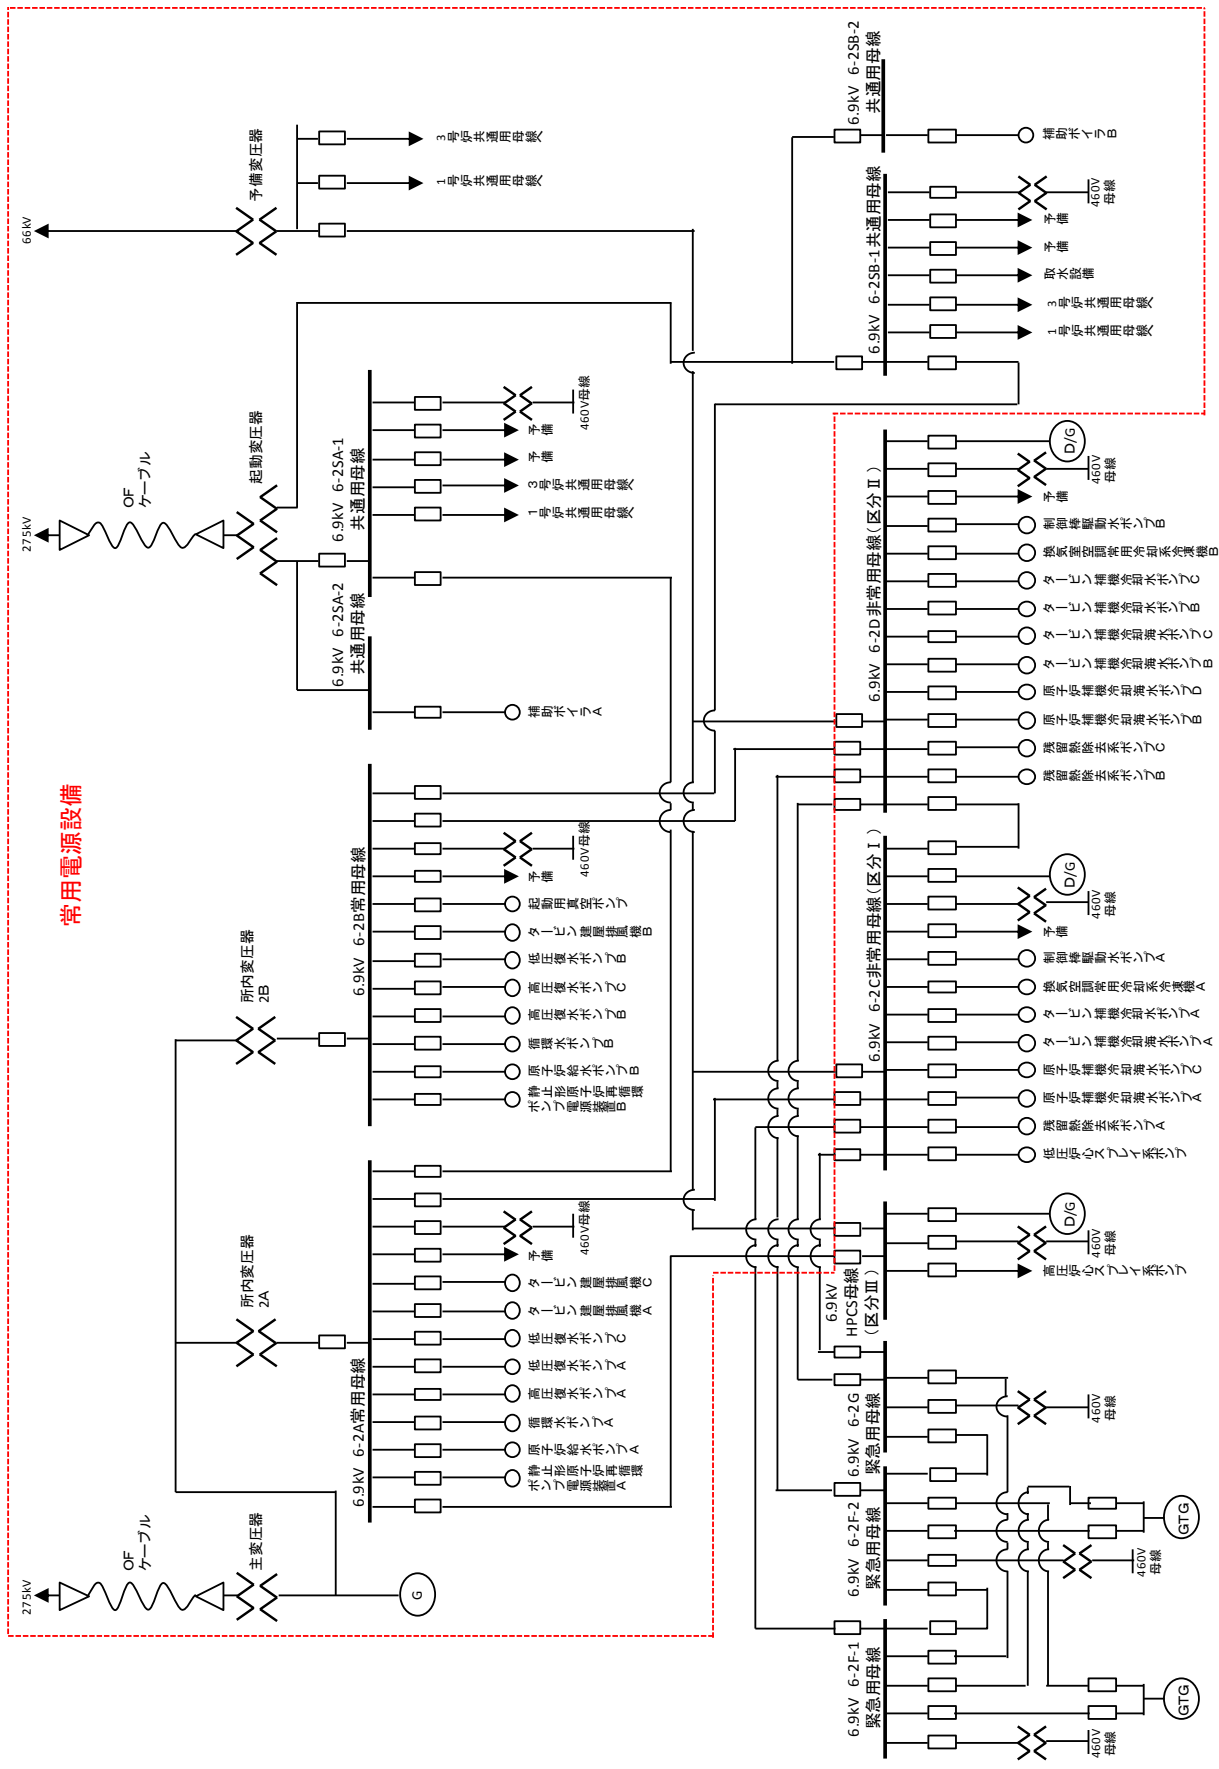 275kV
275kV
66kV
常用電源設備
OF
ケーブル
OF
ケーブル
主変圧器
所内変圧器
2A
所内変圧器
2B
起動変圧器
予備変圧器
G
1号炉共通用母線へ
3号炉共通用母線へ
6.9kV 6-2A常用母線
6.9kV 6-2B常用母線
6.9kV 6-2SA-2
共通用母線
6.9kV 6-2SA-1
共通用母線
静止形原子炉再循環
ポンプ電源装置A
原子炉給水ポンプA
循環水ポンプA
高圧復水ポンプA
低圧復水ポンプA
低圧復水ポンプC
タービン建屋排風機A
タービン建屋排風機C
予備
460V母線
静止形原子炉再循環
ポンプ電源装置B
原子炉給水ポンプB
循環水ポンプB
高圧復水ポンプB
高圧復水ポンプC
低圧復水ポンプB
タービン建屋排風機B
起動用真空ポンプ
予備
460V母線
補助ボイラA
1号炉共通用母線へ
3号炉共通用母線へ
予備
予備
460V母線
6.9kV 6-2F-1
緊急用母線
6.9kV 6-2F-2
緊急用母線
6.9kV 6-2G
緊急用母線
6.9kV
HPCS母線
(区分Ⅲ)
6.9kV 6-2C非常用母線(区分Ⅰ)
6.9kV 6-2D非常用母線(区分Ⅱ)
6.9kV 6-2SB-1共通用母線
6.9kV 6-2SB-2
共通用母線
460V
母線
GTG
460V
母線
GTG
460V
母線
高圧炉心スプレイ系ポンプ
460V
母線
D/G
低圧炉心スプレイ系ポンプ
残留熱除去系ポンプA
原子炉補機冷却海水ポンプA
原子炉補機冷却海水ポンプC
タービン補機冷却海水ポンプA
タービン補機冷却水ポンプA
換気空調常用冷却系冷凍機A
制御棒駆動水ポンプA
予備
460V
母線
D/G
残留熱除去系ポンプB
残留熱除去系ポンプC
原子炉補機冷却海水ポンプB
原子炉補機冷却海水ポンプD
タービン補機冷却海水ポンプB
タービン補機冷却海水ポンプC
タービン補機冷却水ポンプB
タービン補機冷却水ポンプC
換気室空調常用冷却系冷凍機B
制御棒駆動水ポンプB
予備
460V
母線
D/G
1号炉共通用母線へ
3号炉共通用母線へ
取水設備
予備
予備
460V
母線
補助ボイラB